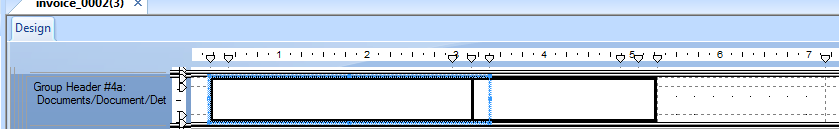 invoice_0002(3) ×
Design
1 2 3 4 5 6 7
Group Header #4a:
Documents/Document/Det